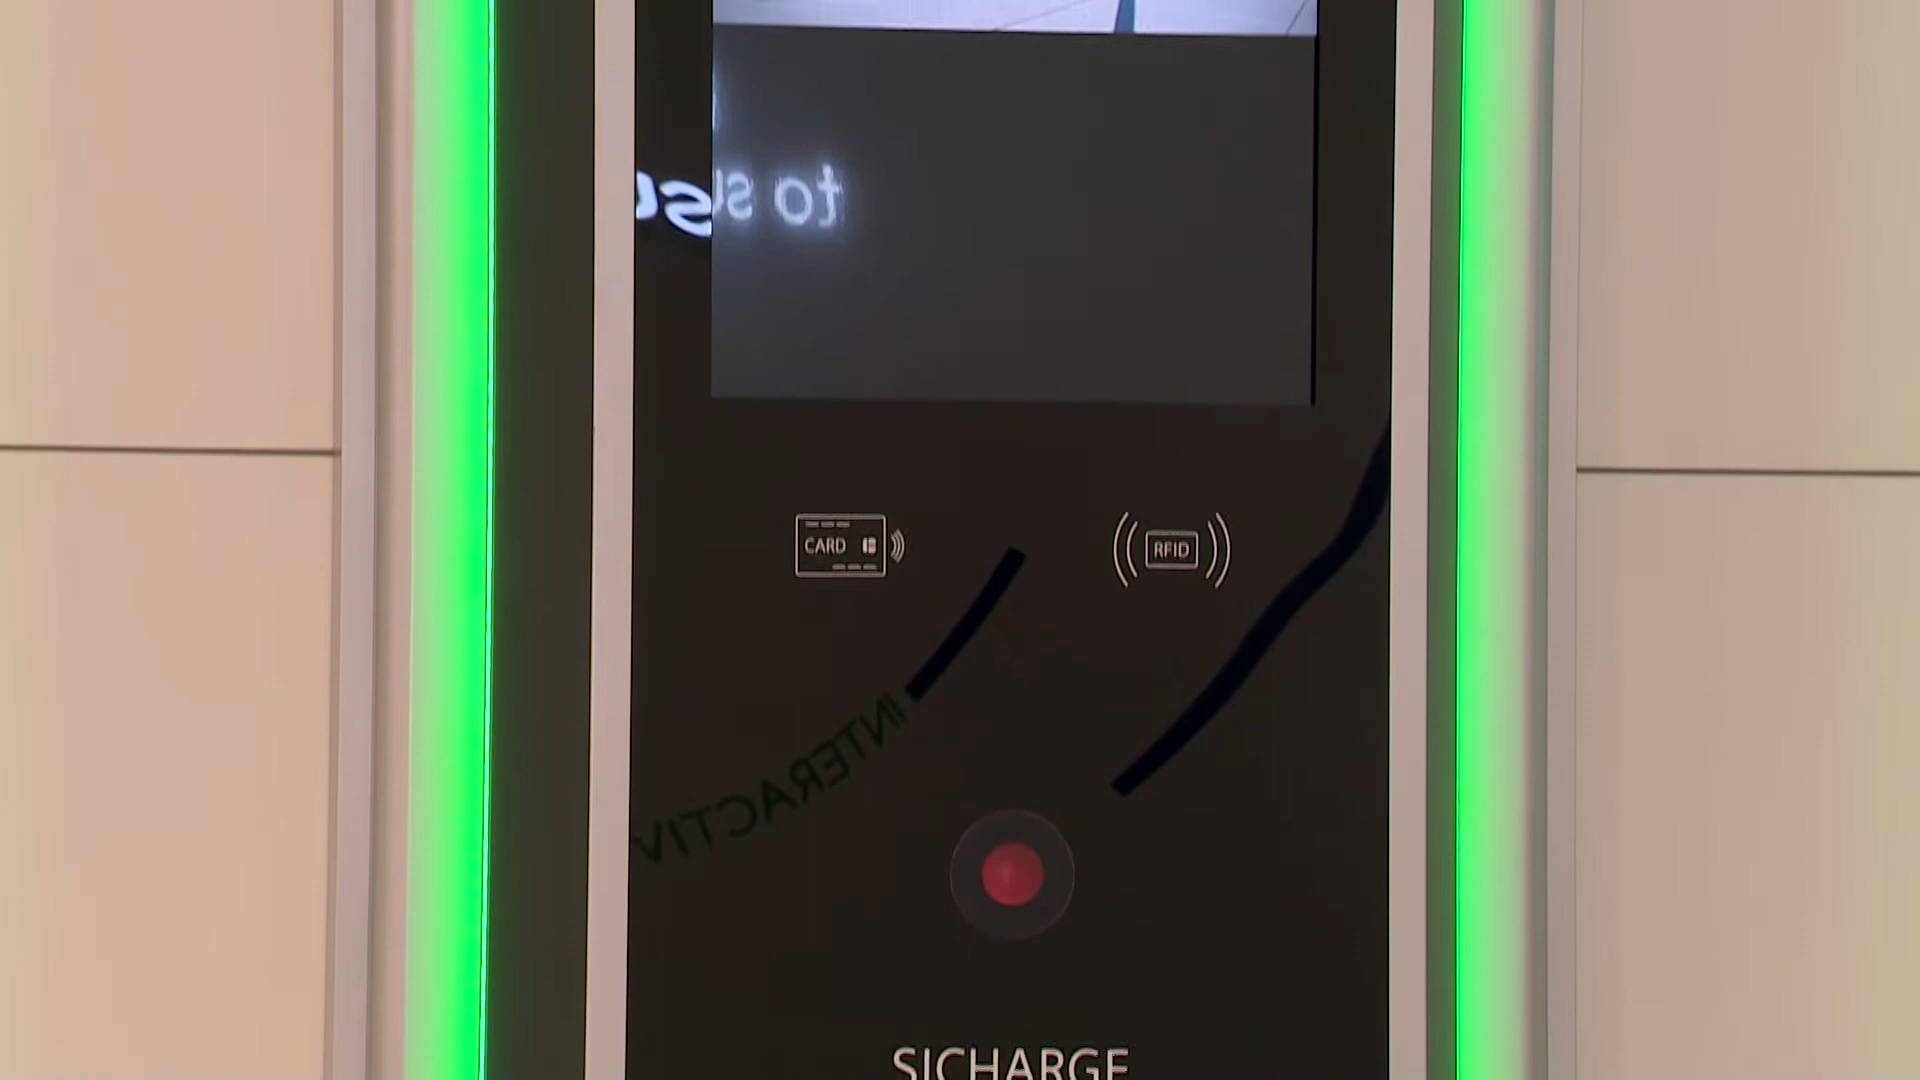 to
CARD
RFID
INTERACTIV
SICHARGE